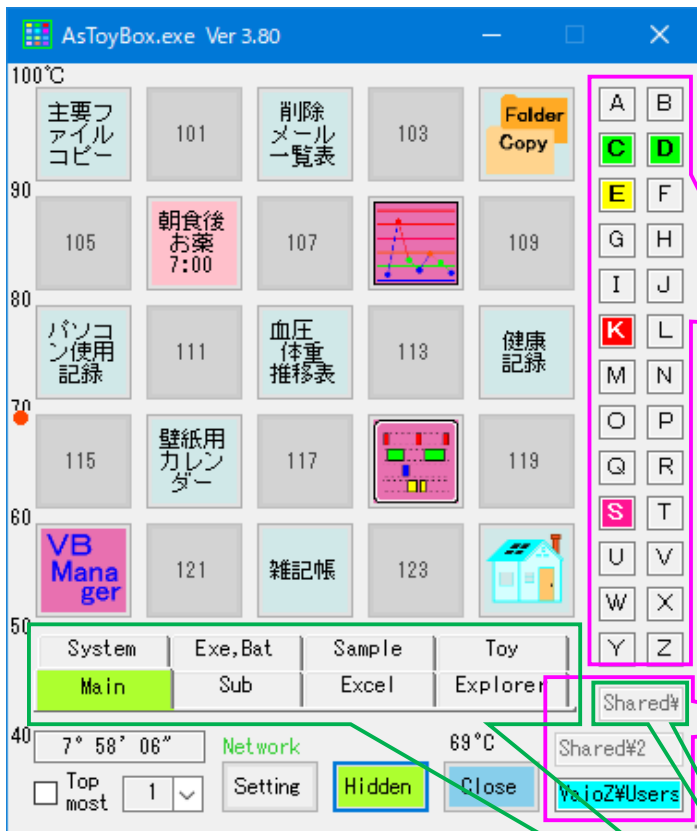 AsToyBox.exe Ver 3.80
100℃
主要フ
ァイル
コピー
101
削除
メール
一覧表
103
Folder
Copy
90
105
朝食後
お薬
7:00
107
109
80
パソコ
ン使用
記録
111
血圧
体重
推移表
113
健康
記録
70
115
壁紙用
カレン
ダー
117
119
60
VB
Mana
ger
121
雑記帳
123
50
A B
C D
E F
G H
I J
K L
M N
O P
Q R
S T
U V
W X
Y Z
System Exe,Bat Sample Toy
Main Sub Excel Explorer
Shared¥
40
7° 58’ 06” Network 69℃ Shared¥2
Top
most
1
Setting Hidden Close VaioZ¥Users